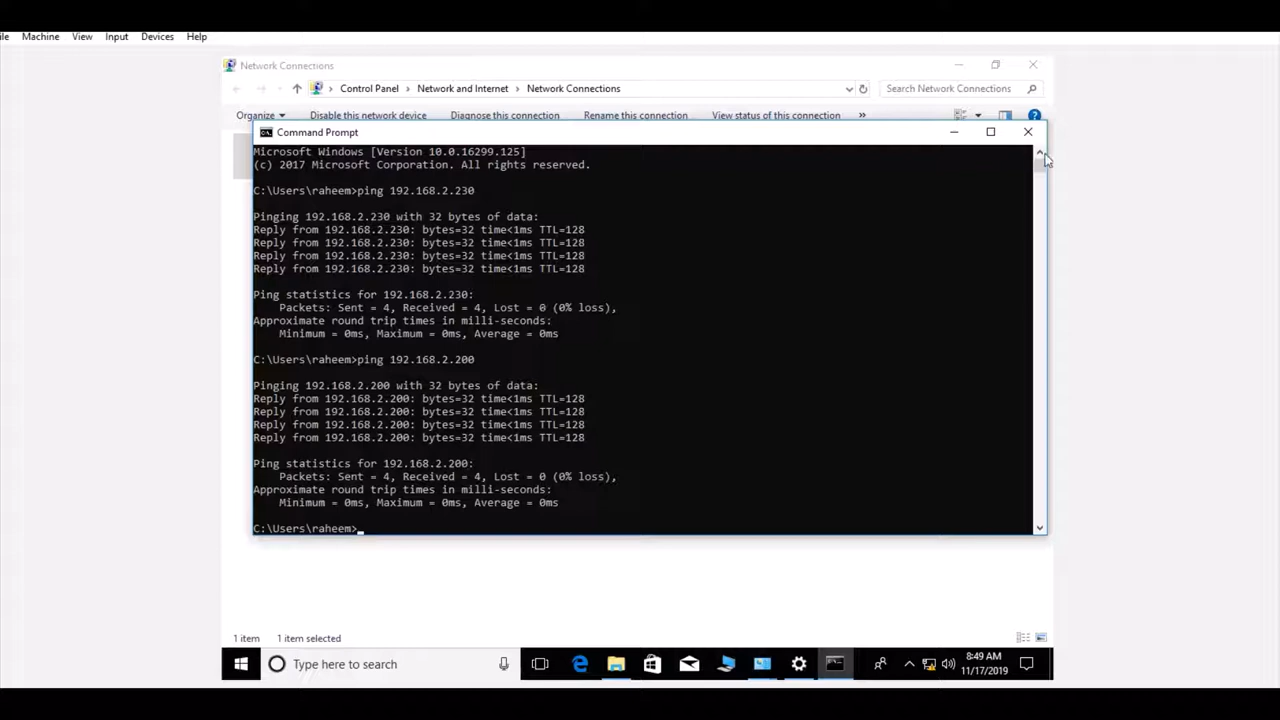 ile Machine View Input Devices Help
Network Connections
Control Panel Network and Internet Network Connections Search Network Connections
Organize Disable this network device Diagnose this connection Rename this connection View status of this connection »
Command Prompt
Microsoft Windows [Version 10.0.16299.125]
(c) 2017 Microsoft Corporation. All rights reserved.
C:\Users\raheem>ping 192.168.2.230
Pinging 192.168.2.230 with 32 bytes of data:
Reply from 192.168.2.230: bytes=32 time<1ms TTL=128
Reply from 192.168.2.230: bytes=32 time<1ms TTL=128
Reply from 192.168.2.230: bytes=32 time<1ms TTL=128
Reply from 192.168.2.230: bytes=32 time<1ms TTL=128
Ping statistics for 192.168.2.230:
Packets: Sent = 4, Received = 4, Lost = 0 (0% loss),
Approximate round trip times in milli-seconds:
Minimum = 0ms, Maximum = 0ms, Average = 0ms
C:\Users\raheem>ping 192.168.2.200
Pinging 192.168.2.200 with 32 bytes of data:
Reply from 192.168.2.200: bytes=32 time<1ms TTL=128
Reply from 192.168.2.200: bytes=32 time<1ms TTL=128
Reply from 192.168.2.200: bytes=32 time<1ms TTL=128
Reply from 192.168.2.200: bytes=32 time<1ms TTL=128
Ping statistics for 192.168.2.200:
Packets: Sent = 4, Received = 4, Lost = 0 (0% loss),
Approximate round trip times in milli-seconds:
Minimum = 0ms, Maximum = 0ms, Average = 0ms
C:\Users\raheem>_
1 item 1 item selected
Type here to search
8:49 AM
11/17/2019